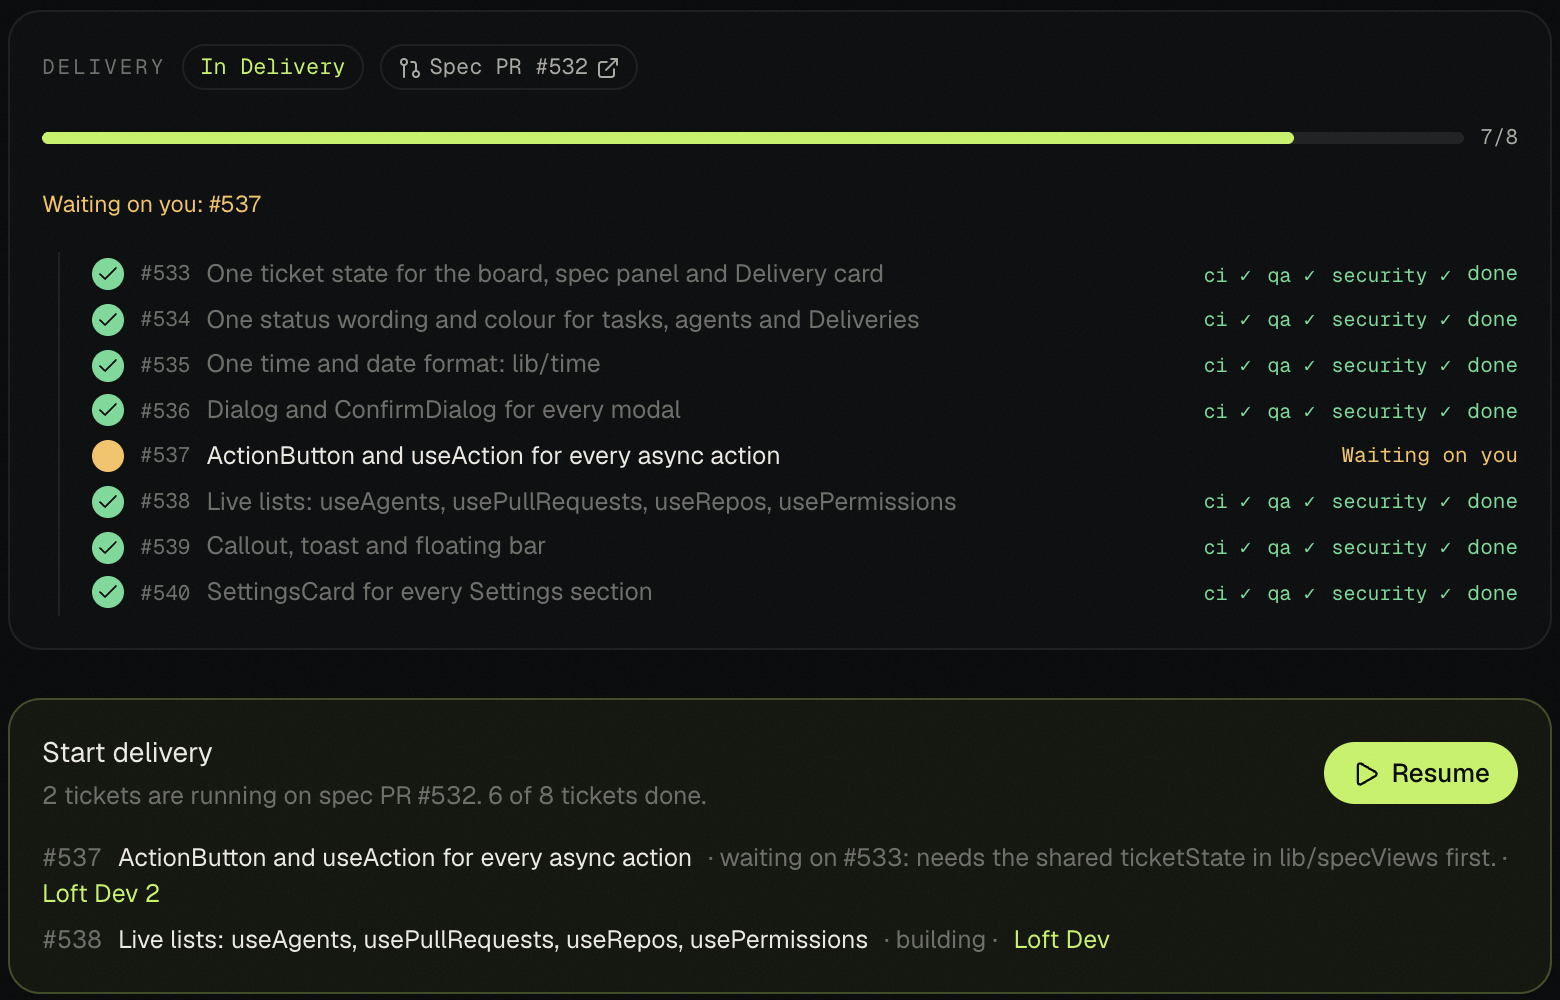 DELIVERY In Delivery Spec PR #532
7/8
Waiting on you: #537
#533 One ticket state for the board, spec panel and Delivery card ci ✓ qa ✓ security ✓ done
#534 One status wording and colour for tasks, agents and Deliveries ci ✓ qa ✓ security ✓ done
#535 One time and date format: lib/time ci ✓ qa ✓ security ✓ done
#536 Dialog and ConfirmDialog for every modal ci ✓ qa ✓ security ✓ done
#537 ActionButton and useAction for every async action Waiting on you
#538 Live lists: useAgents, usePullRequests, useRepos, usePermissions ci ✓ qa ✓ security ✓ done
#539 Callout, toast and floating bar ci ✓ qa ✓ security ✓ done
#540 SettingsCard for every Settings section ci ✓ qa ✓ security ✓ done
Start delivery
2 tickets are running on spec PR #532. 6 of 8 tickets done.
Resume
#537 ActionButton and useAction for every async action · waiting on #533: needs the shared ticketState in lib/specViews first. ·
Loft Dev 2
#538 Live lists: useAgents, usePullRequests, useRepos, usePermissions · building · Loft Dev